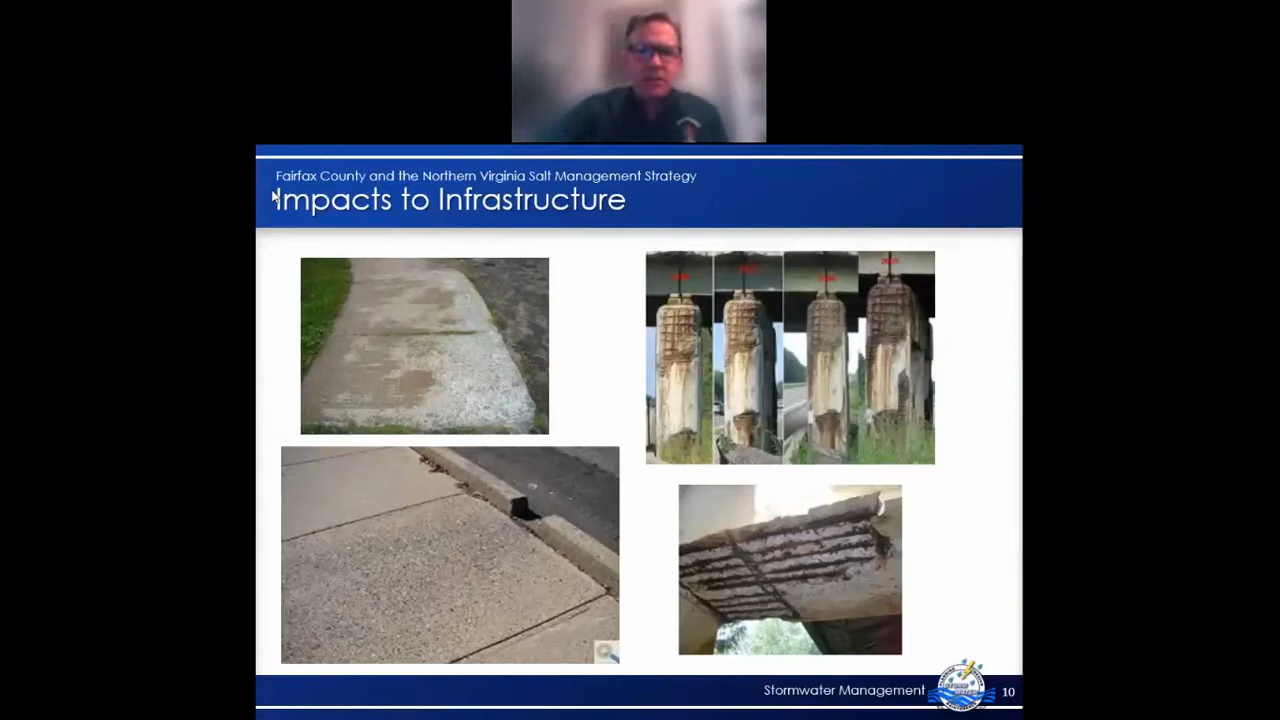 Fairfax County and the Northern Virginia Salt Management Strategy
Impacts to Infrastructure
Stormwater Management
10